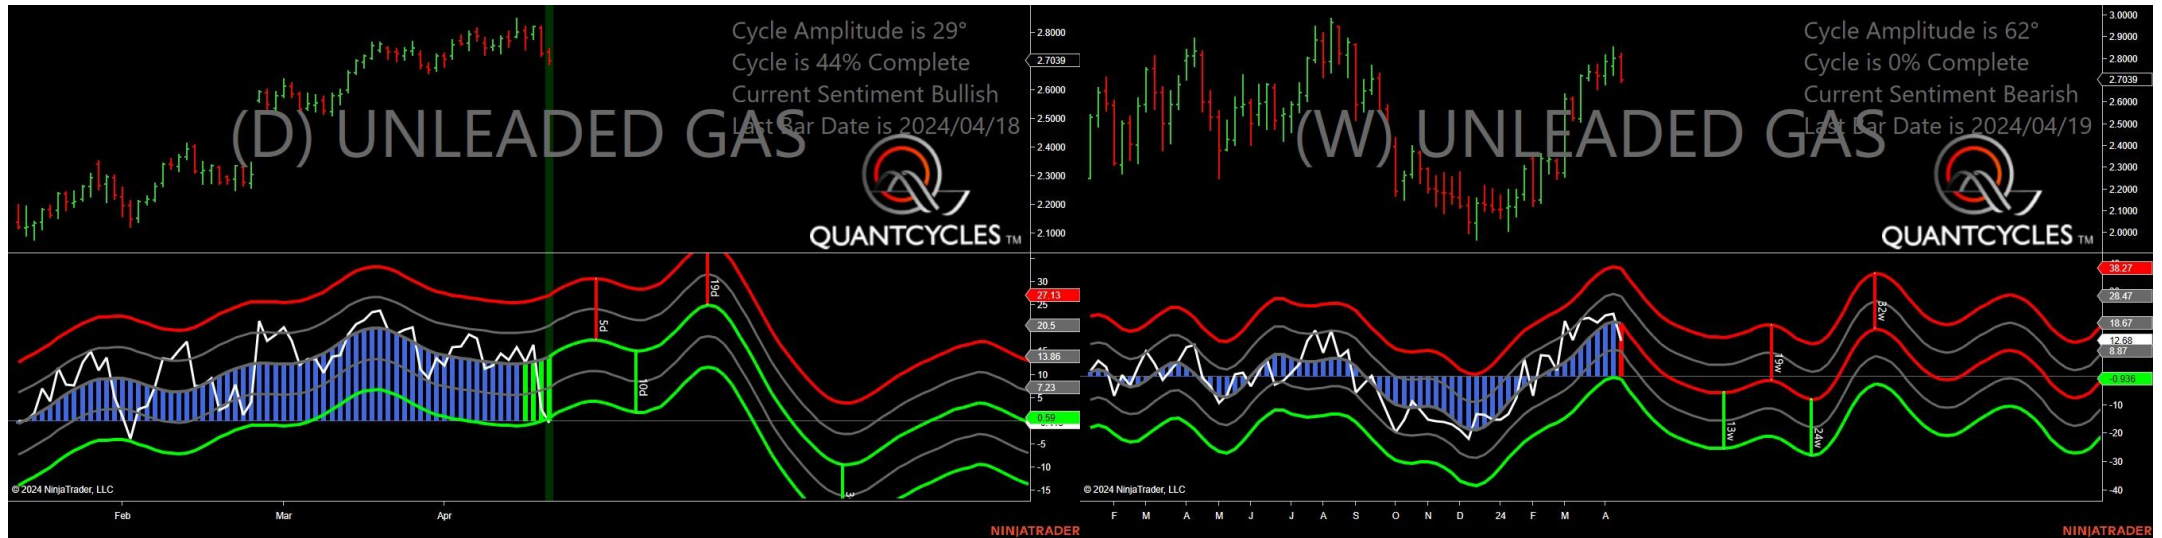 Cycle Amplitude is 29°
Cycle is 44% Complete
Current Sentiment Bullish
Last Bar Date is 2024/04/18
(D) UNLEADED GAS
QUANTCYCLES TM
2.8000
2.7039
2.6000
2.5000
2.4000
2.3000
2.2000
2.1000
30
27.13
25
20.5
15
13.86
10
7.23
5
0.59
-5
-10
-15
5d
10d
19d
3
© 2024 NinjaTrader, LLC
Feb Mar Apr
NINJATRADER
Cycle Amplitude is 62°
Cycle is 0% Complete
Current Sentiment Bearish
Last Bar Date is 2024/04/19
(W) UNLEADED GAS
QUANTCYCLES TM
3.0000
2.9000
2.8000
2.7039
2.6000
2.5000
2.4000
2.3000
2.2000
2.1000
2.0000
38.27
28.47
18.67
12.68
8.87
-0.936
-10
-20
-30
-40
13w
19w
24w
32w
© 2024 NinjaTrader, LLC
F M A M J J A S O N D 24 F M A
NINJATRADER